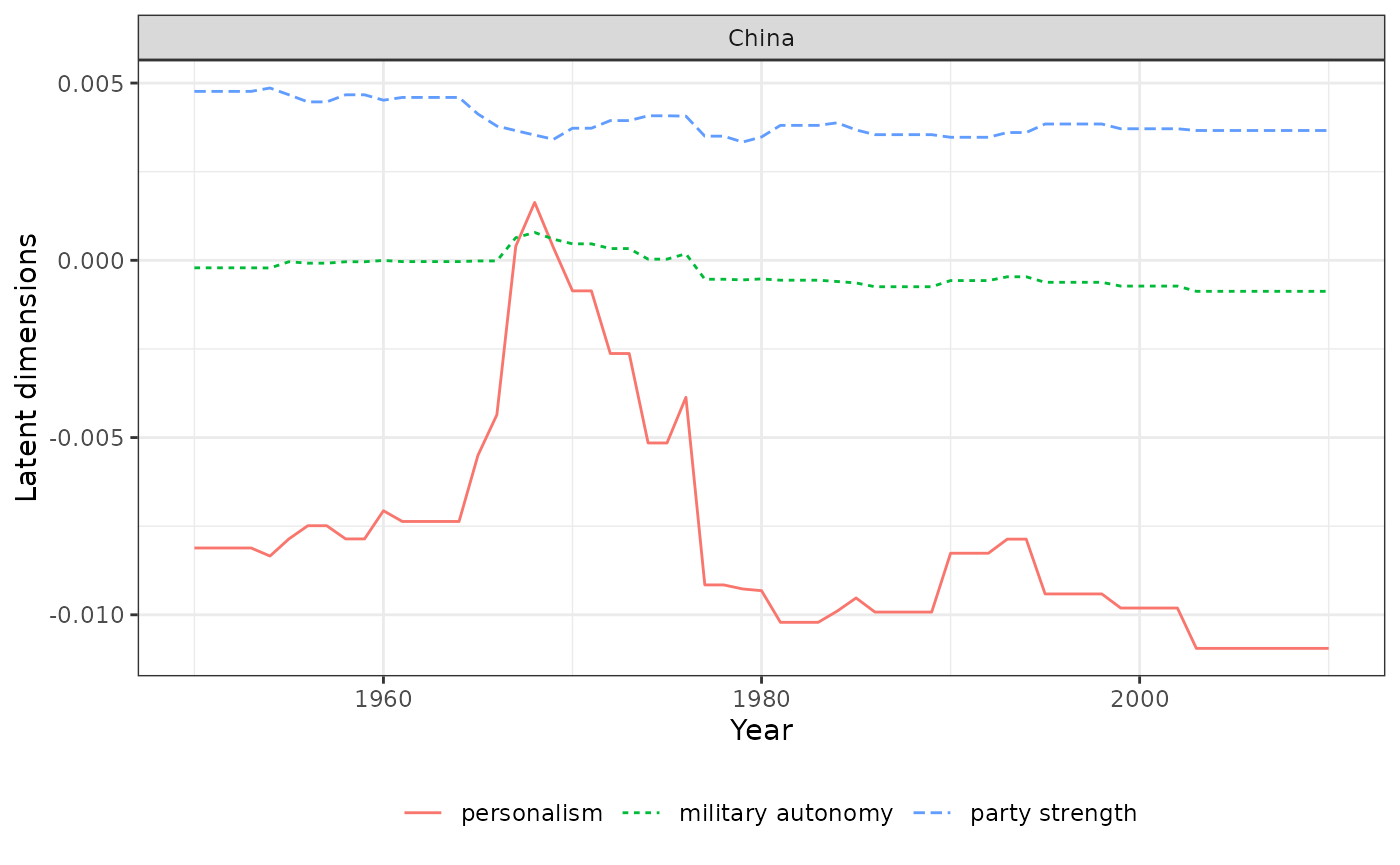 China
0.005
0.000
-0.005
-0.010
Latent dimensions
1960 1980 2000
Year
personalism military autonomy party strength